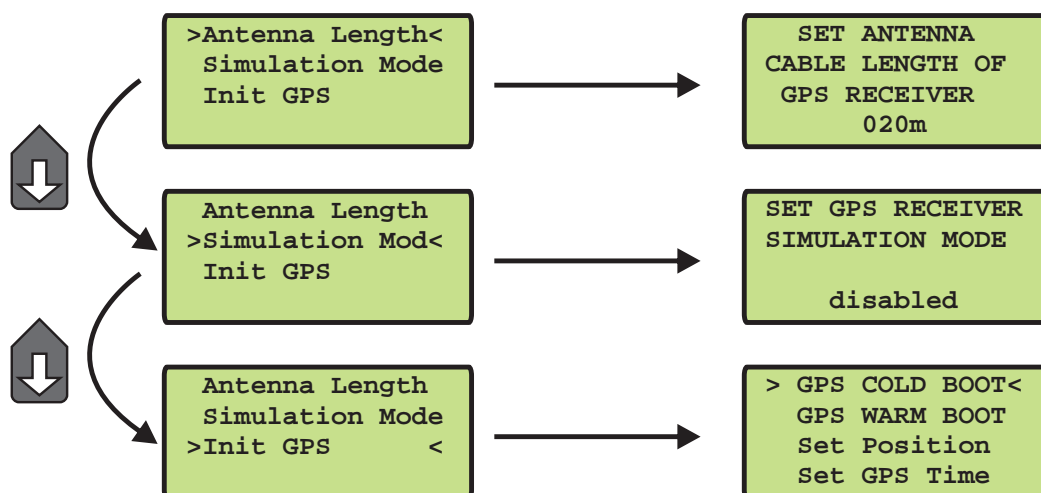 >Antenna Length<
Simulation Mode
Init GPS
SET ANTENNA
CABLE LENGTH OF
GPS RECEIVER
020m
Antenna Length
>Simulation Mod<
Init GPS
SET GPS RECEIVER
SIMULATION MODE
disabled
Antenna Length
Simulation Mode
>Init GPS <
> GPS COLD BOOT<
GPS WARM BOOT
Set Position
Set GPS Time